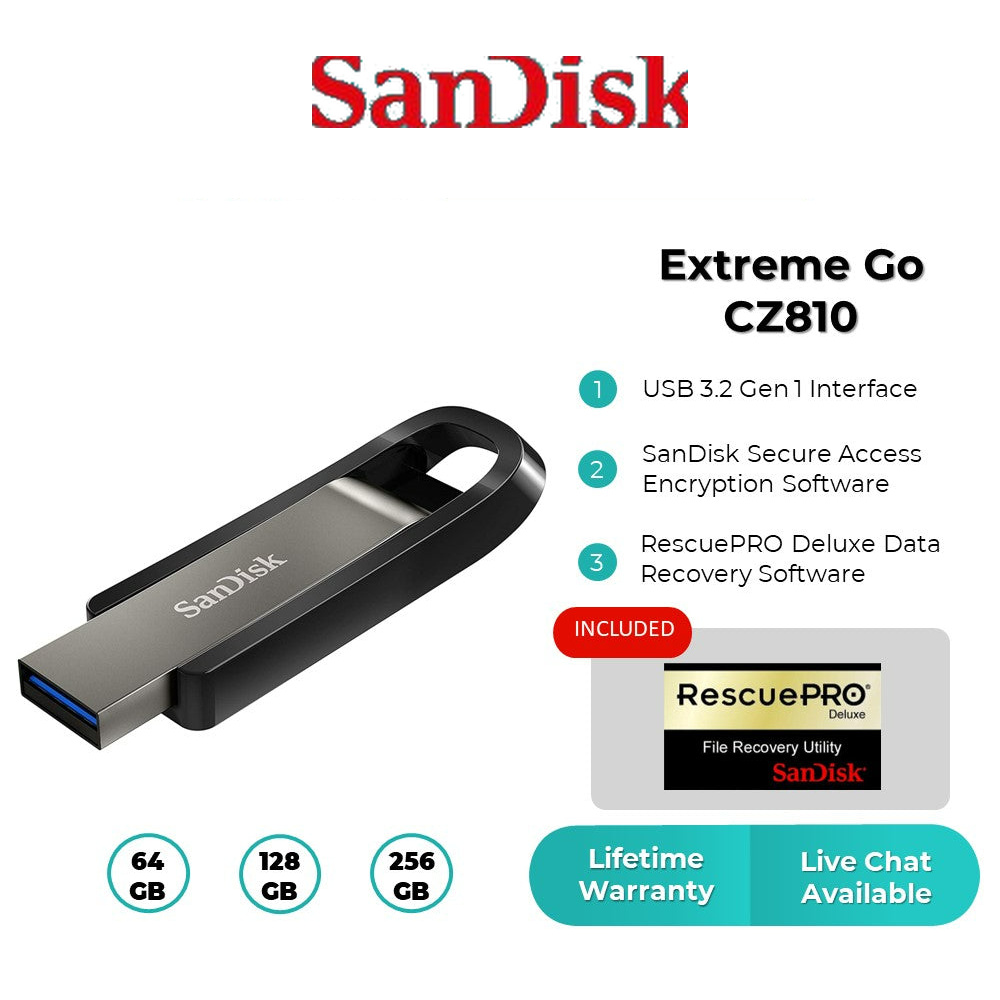 SanDisk
Extreme Go
CZ810
1
USB 3.2 Gen 1 Interface
2
SanDisk Secure Access
Encryption Software
3
RescuePRO Deluxe Data
Recovery Software
INCLUDED
RescuePRO®
Deluxe
File Recovery Utility
SanDisk
SanDisk
64
GB
128
GB
256
GB
Lifetime
Warranty
Live Chat
Available